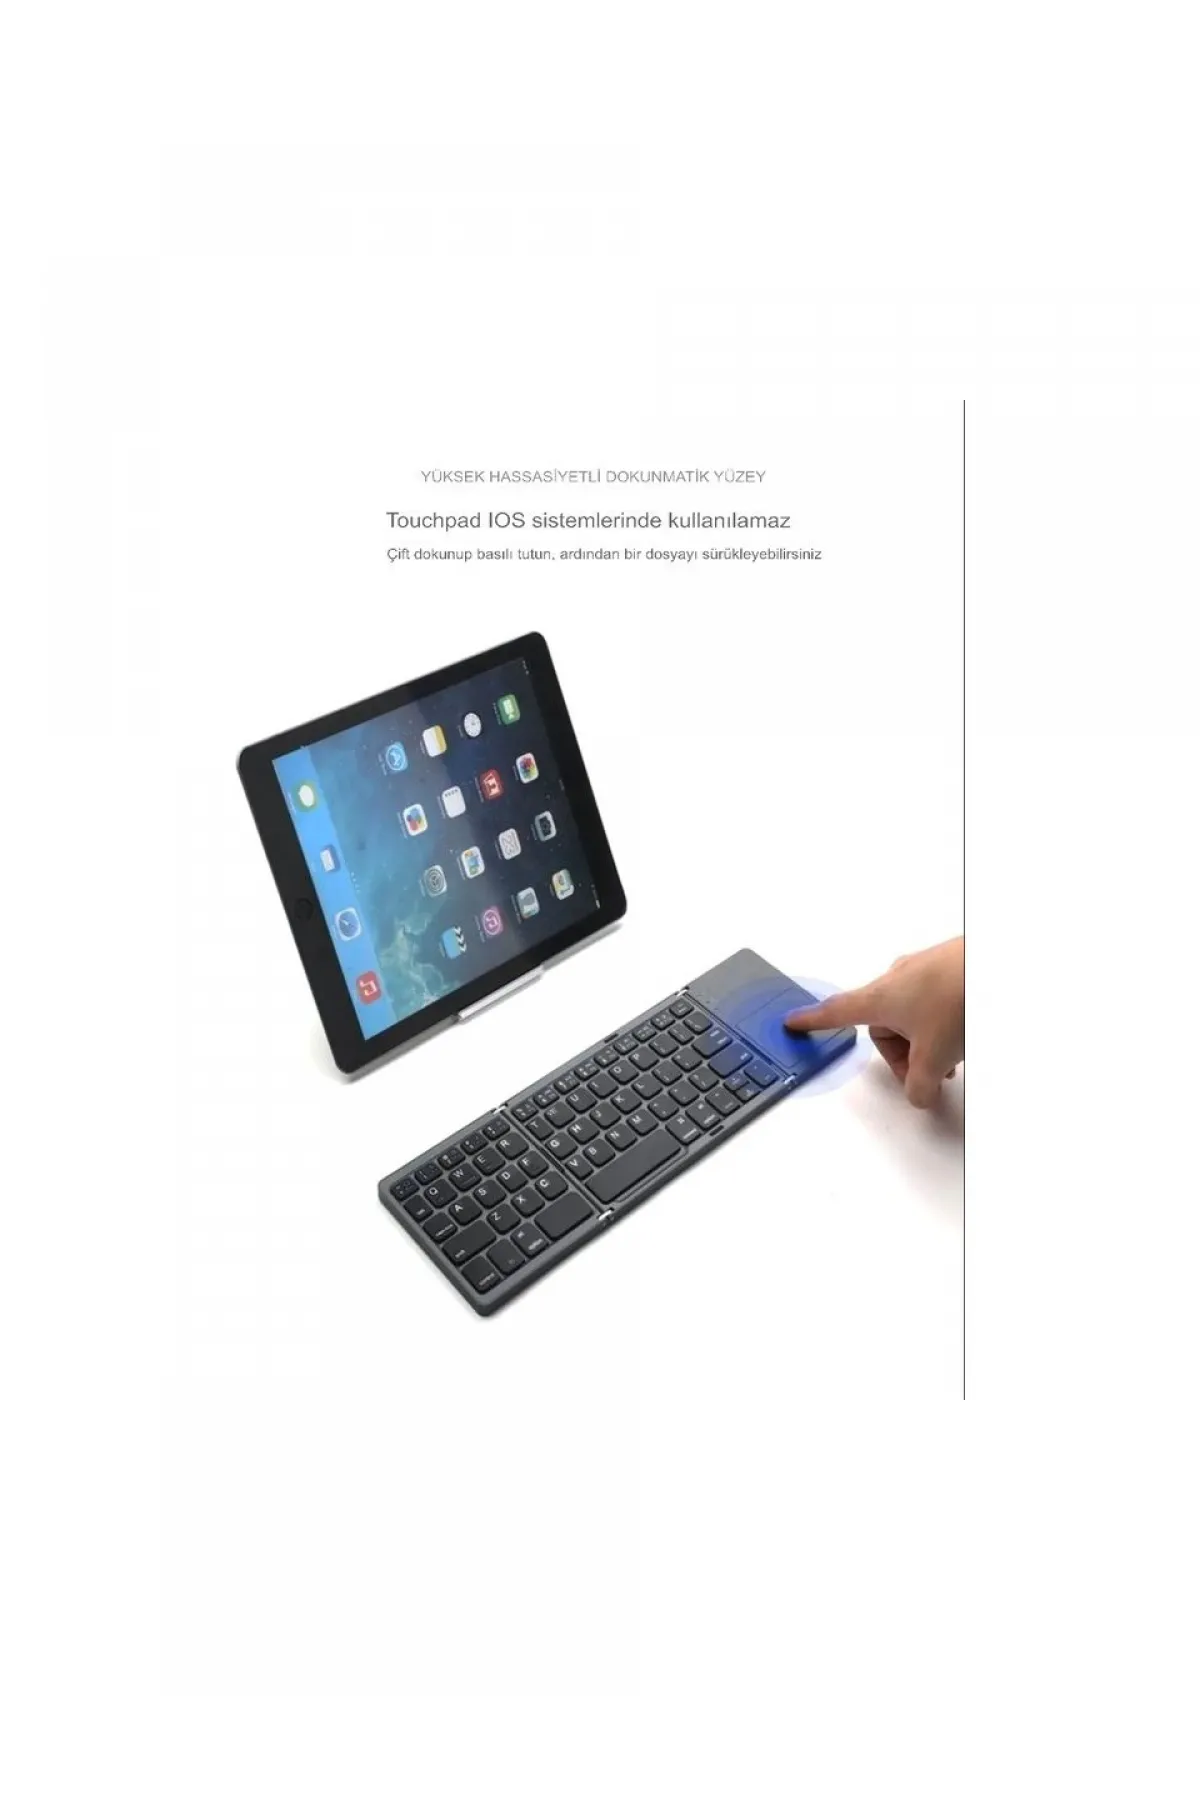 YÜKSEK HASSASİYETLİ DOKUNMATİK YÜZEY
Touchpad IOS sistemlerinde kullanılamaz
Çift dokunup basılı tutun, ardından bir dosyayı sürükleyebilirsiniz
Q W E R T U I O P
A S D F G H J K L
Z X C V B N M